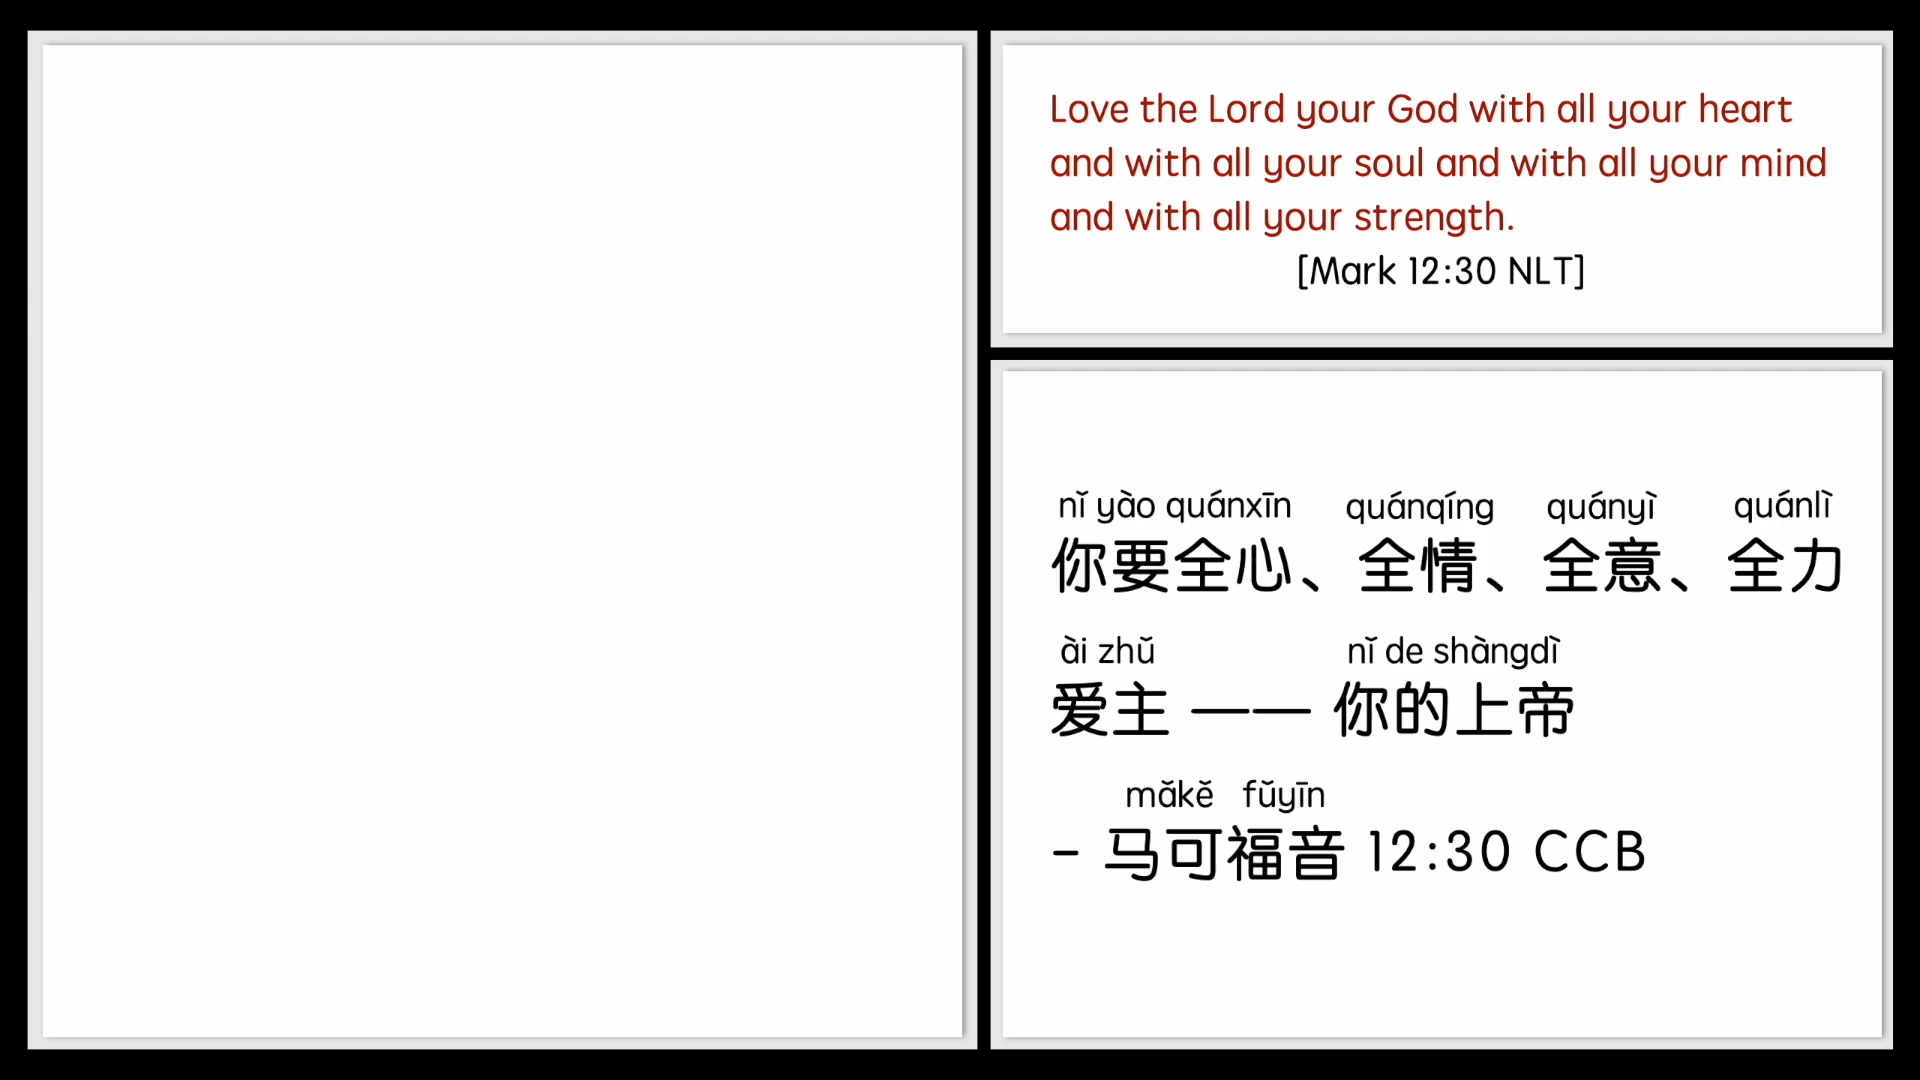 Love the Lord your God with all your heart
and with all your soul and with all your mind
and with all your strength.
[Mark 12:30 NLT]
nǐ yào quánxīn quánqíng quányì quánlì
你要全心、全情、全意、全力
ài zhǔ nǐ de shàngdì
爱主 —— 你的上帝
mǎkě fǔyīn
- 马可福音 12:30 CCB